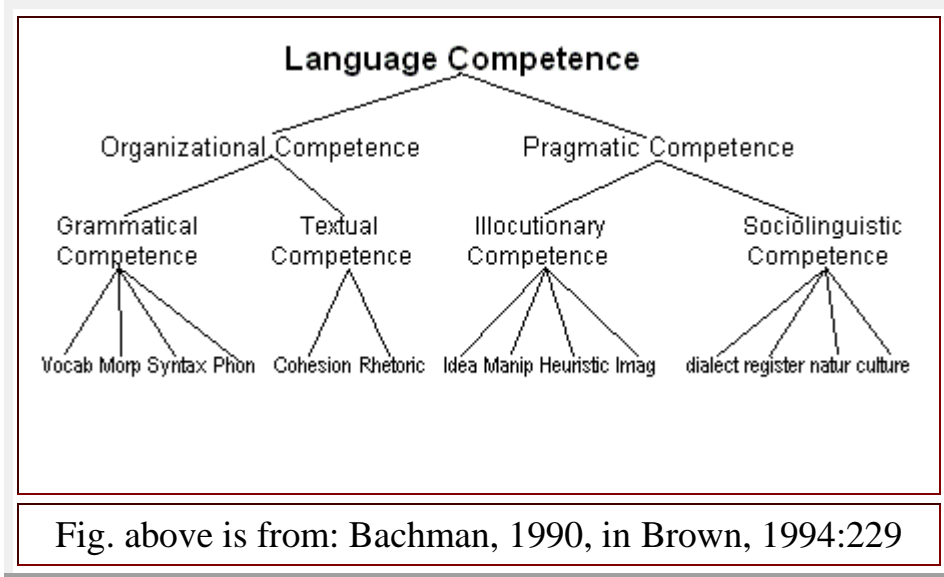 Language Competence
Organizational Competence Pragmatic Competence
Grammatical Textual Illocutionary Sociolinguistic
Competence Competence Competence Competence
Vocab Morp Syntax Phon Cohesion Rhetoric Idea Manip Heuristic Imag dialect register natur culture
Fig. above is from: Bachman, 1990, in Brown, 1994:229